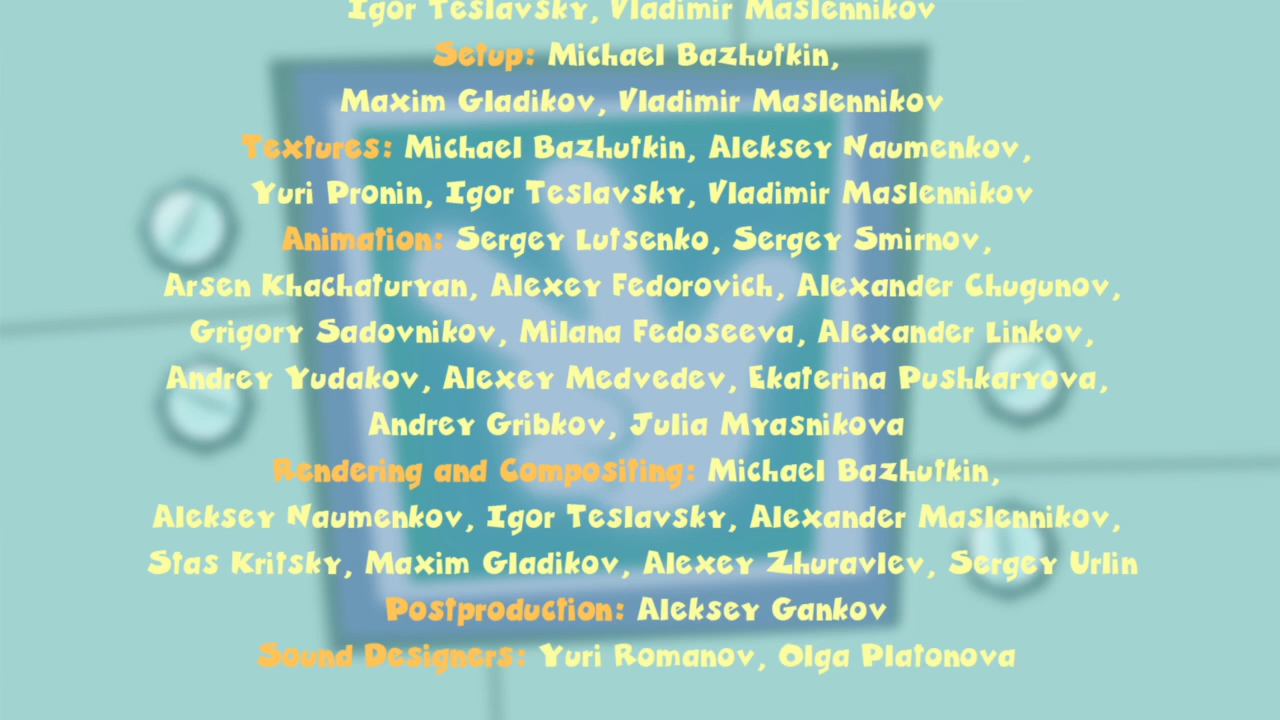 Igor Teslavsky, Vladimir Maslennikov
Setup: Michael Bazhutkin,
Maxim Gladikov, Vladimir Maslennikov
Textures: Michael Bazhutkin, Aleksey Naumenkov,
Yuri Pronin, Igor Teslavsky, Vladimir Maslennikov
Animation: Sergey Lutsenko, Sergey Smirnov,
Arsen Khachaturyan, Alexey Fedorovich, Alexander Chugunov,
Grigory Sadovnikov, Milana Fedoseeva, Alexander Linkov,
Andrey Yudakov, Alexey Medvedev, Ekaterina Pushkaryova,
Andrey Gribkov, Julia Myasnikova
Rendering and Compositing: Michael Bazhutkin,
Aleksey Naumenkov, Igor Teslavsky, Alexander Maslennikov,
Stas Kritsky, Maxim Gladikov, Alexey Zhuravlev, Sergey Urlin
Postproduction: Aleksey Gankov
Sound Designers: Yuri Romanov, Olga Platonova